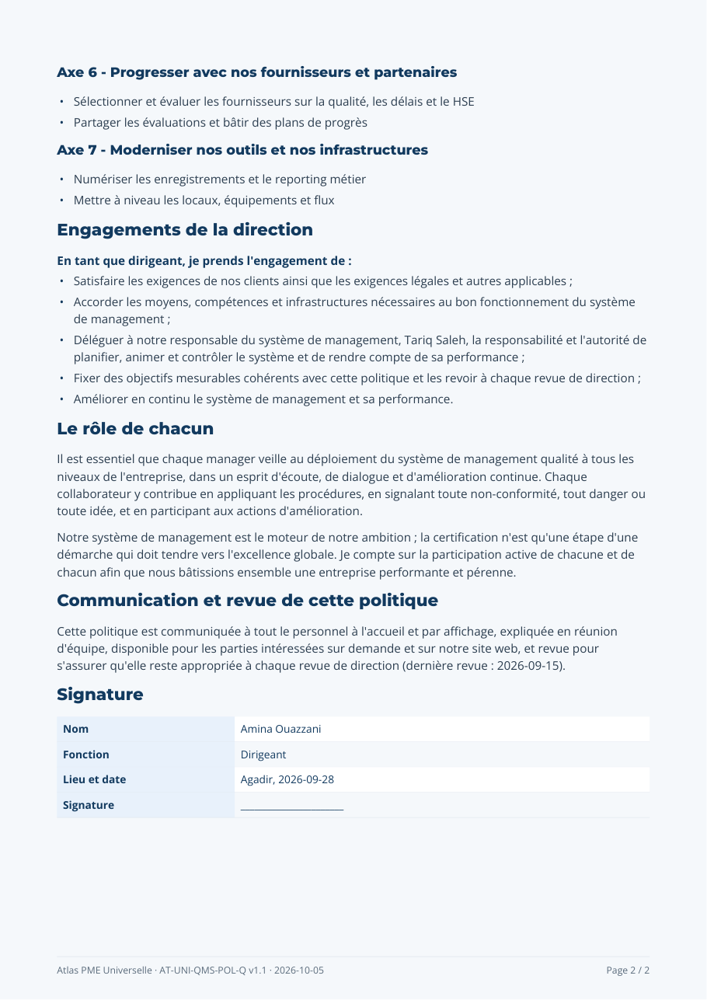 Axe 6 - Progresser avec nos fournisseurs et partenaires
• Sélectionner et évaluer les fournisseurs sur la qualité, les délais et le HSE
• Partager les évaluations et bâtir des plans de progrès
Axe 7 - Moderniser nos outils et nos infrastructures
• Numériser les enregistrements et le reporting métier
• Mettre à niveau les locaux, équipements et flux
Engagements de la direction
En tant que dirigeant, je prends l'engagement de :
• Satisfaire les exigences de nos clients ainsi que les exigences légales et autres applicables ;
• Accorder les moyens, compétences et infrastructures nécessaires au bon fonctionnement du système
de management ;
• Déléguer à notre responsable du système de management, Tariq Saleh, la responsabilité et l'autorité de
planifier, animer et contrôler le système et de rendre compte de sa performance ;
• Fixer des objectifs mesurables cohérents avec cette politique et les revoir à chaque revue de direction ;
• Améliorer en continu le système de management et sa performance.
Le rôle de chacun
Il est essentiel que chaque manager veille au déploiement du système de management qualité à tous les
niveaux de l'entreprise, dans un esprit d'écoute, de dialogue et d'amélioration continue. Chaque
collaborateur y contribue en appliquant les procédures, en signalant toute non-conformité, tout danger ou
toute idée, et en participant aux actions d'amélioration.
Notre système de management est le moteur de notre ambition ; la certification n'est qu'une étape d'une
démarche qui doit tendre vers l'excellence globale. Je compte sur la participation active de chacune et de
chacun afin que nous bâtissions ensemble une entreprise performante et pérenne.
Communication et revue de cette politique
Cette politique est communiquée à tout le personnel à l'accueil et par affichage, expliquée en réunion
d'équipe, disponible pour les parties intéressées sur demande et sur notre site web, et revue pour
s'assurer qu'elle reste appropriée à chaque revue de direction (dernière revue : 2026-09-15).
Signature
Nom Amina Ouazzani
Fonction Dirigeant
Lieu et date Agadir, 2026-09-28
Signature ___________________
Atlas PME Universelle · AT-UNI-QMS-POL-Q v1.1 · 2026-10-05 Page 2 / 2